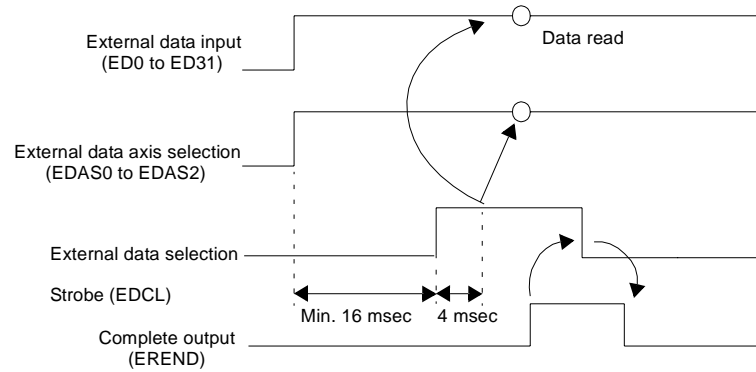 External data input
(ED0 to ED31)
Data read
External data axis selection
(EDAS0 to EDAS2)
External data selection
Strobe (EDCL)
Min. 16 msec
4 msec
Complete output
(EREND)